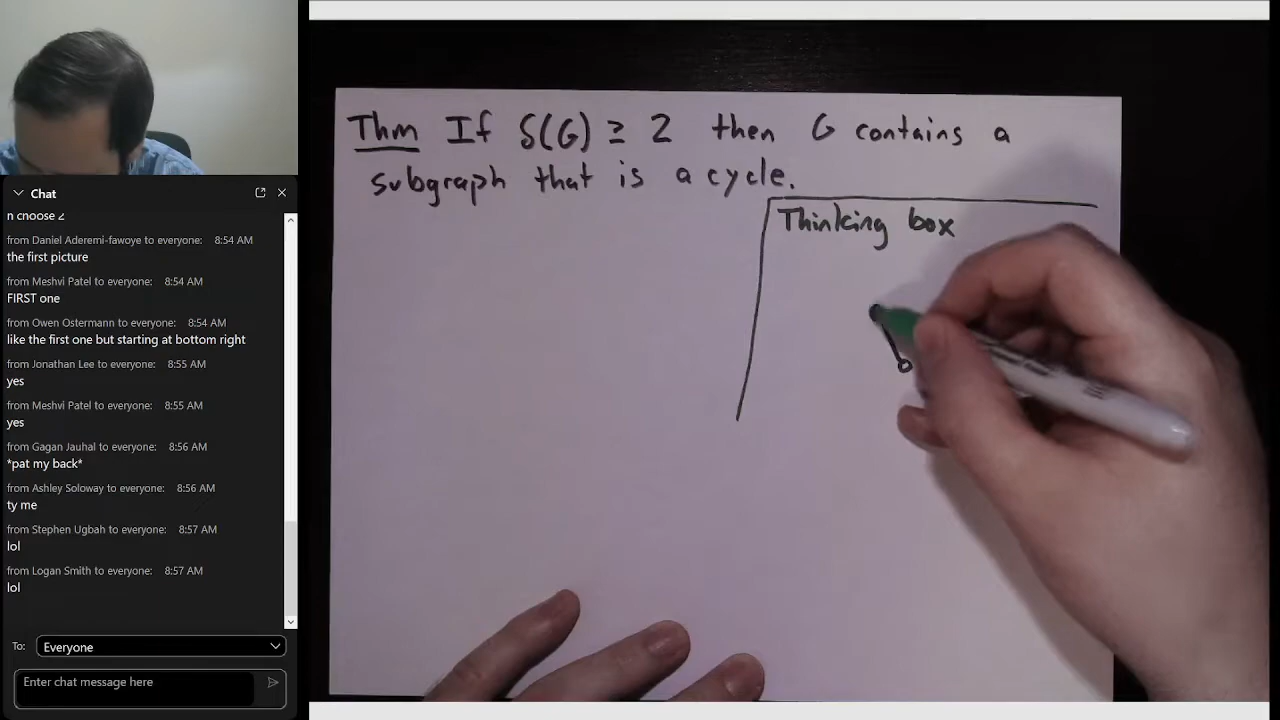 Chat
n choose 2
from Daniel Aderemi-fawoye to everyone: 8:54 AM
the first picture
from Meshvi Patel to everyone: 8:54 AM
FIRST one
from Owen Ostermann to everyone: 8:54 AM
like the first one but starting at bottom right
from Jonathan Lee to everyone: 8:55 AM
yes
from Meshvi Patel to everyone: 8:55 AM
yes
from Gagan Jauhal to everyone: 8:56 AM
*pat my back*
from Ashley Soloway to everyone: 8:56 AM
ty me
from Stephen Ugbah to everyone: 8:57 AM
lol
from Logan Smith to everyone: 8:57 AM
lol
To: Everyone
Enter chat message here
Thm If δ(G) ≥ 2 then G contains a
subgraph that is a cycle.
Thinking box